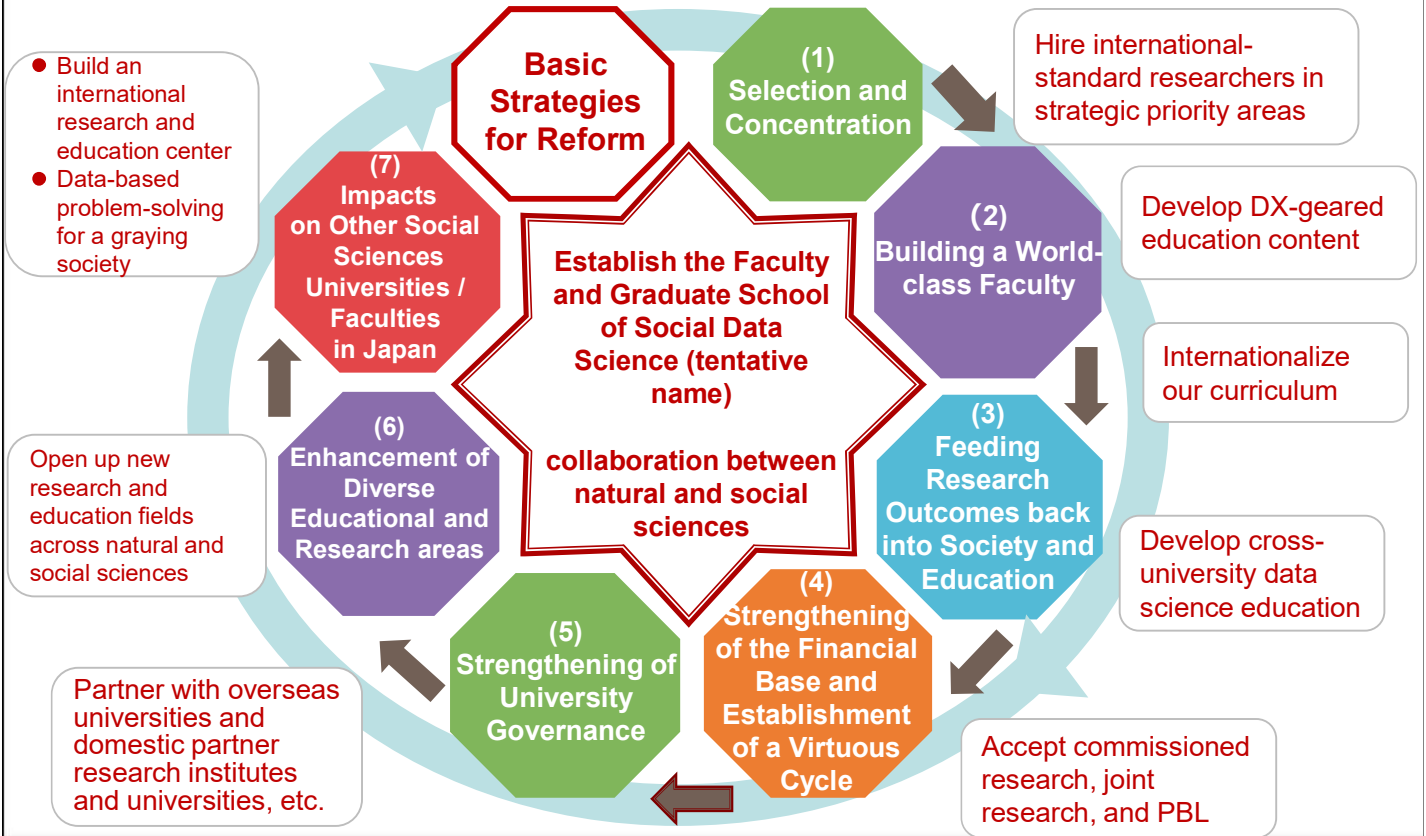 Basic
Strategies
for Reform
(1)
Selection and
Concentration
Hire international-
standard researchers in
strategic priority areas
(2)
Building a World-
class Faculty
Develop DX-geared
education content
Internationalize
our curriculum
(3)
Feeding
Research
Outcomes back
into Society and
Education
Develop cross-
university data
science education
(4)
Strengthening
of the Financial
Base and
Establishment
of a Virtuous
Cycle
Accept commissioned
research, joint
research, and PBL
(5)
Strengthening of
University
Governance
Partner with overseas
universities and
domestic partner
research institutes
and universities, etc.
(6)
Enhancement of
Diverse
Educational and
Research areas
Open up new
research and
education fields
across natural and
social sciences
(7)
Impacts
on Other Social
Sciences
Universities /
Faculties
in Japan
● Build an
international
research and
education center
● Data-based
problem-solving
for a graying
society
Establish the Faculty
and Graduate School
of Social Data
Science (tentative
name)
collaboration between
natural and social
sciences